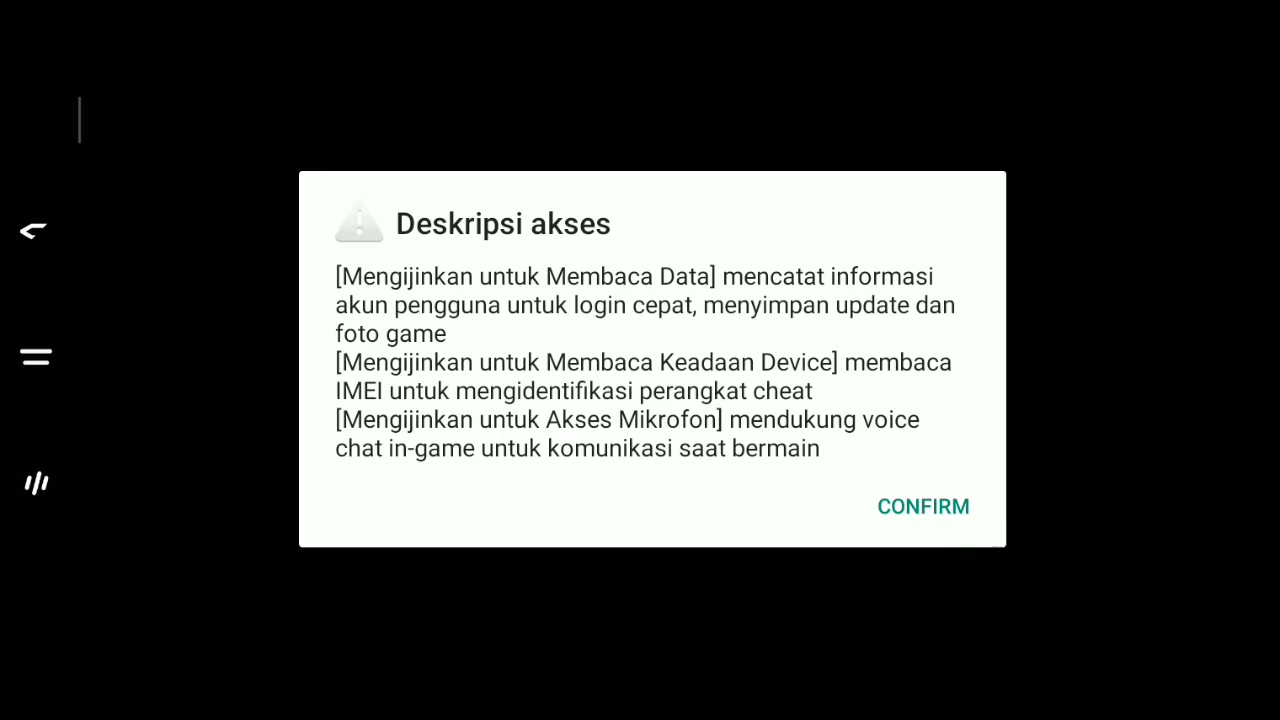 Deskripsi akses
[Mengijinkan untuk Membaca Data] mencatat informasi
akun pengguna untuk login cepat, menyimpan update dan
foto game
[Mengijinkan untuk Membaca Keadaan Device] membaca
IMEI untuk mengidentifikasi perangkat cheat
[Mengijinkan untuk Akses Mikrofon] mendukung voice
chat in-game untuk komunikasi saat bermain
CONFIRM